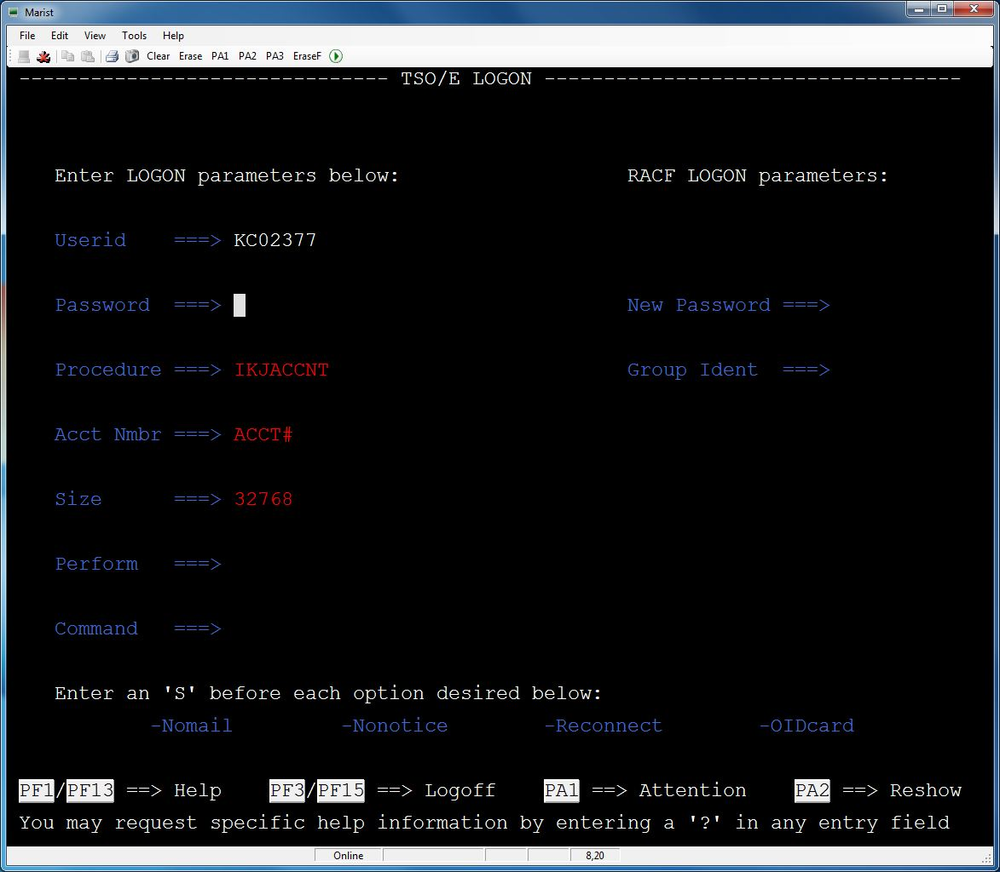 Marist
File Edit View Tools Help
Clear Erase PA1 PA2 PA3 EraseF
------------------------------- TSO/E LOGON -----------------------------------
Enter LOGON parameters below: RACF LOGON parameters:
Userid ===> KC02377
Password ===> New Password ===>
Procedure ===> IKJACCNT Group Ident ===>
Acct Nmbr ===> ACCT#
Size ===> 32768
Perform ===>
Command ===>
Enter an 'S' before each option desired below:
-Nomail -Nonotice -Reconnect -OIDcard
PF1/PF13 ==> Help PF3/PF15 ==> Logoff PA1 ==> Attention PA2 ==> Reshow
You may request specific help information by entering a '?' in any entry field
Online 8,20